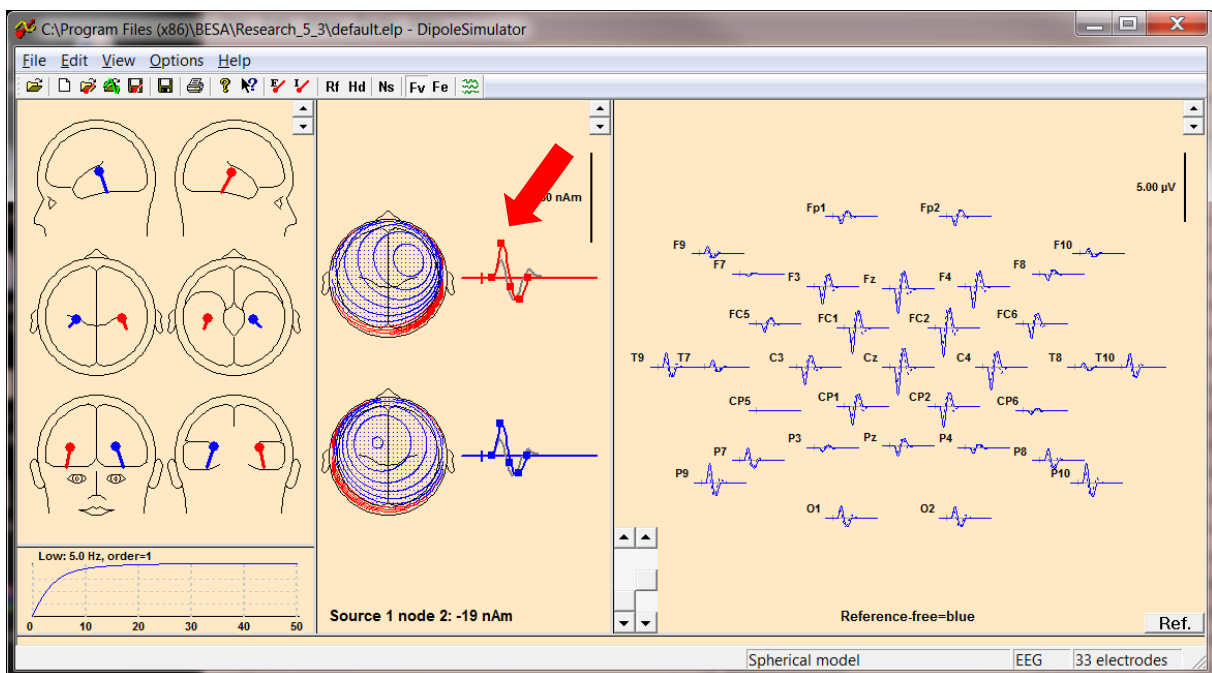 C:\Program Files (x86)\BESA\Research_5_3\default.elp - DipoleSimulator
File Edit View Options Help
Rf Hd Ns Fv Fe
0 nAm
5.00 µV
Fp1 Fp2
F9 F10
F7 F3 Fz F4 F8
FC5 FC1 FC2 FC6
T9 T7 C3 Cz C4 T8 T10
CP5 CP1 CP2 CP6
P7 P3 Pz P4 P8
P9 P10
O1 O2
Low: 5.0 Hz, order=1
0 10 20 30 40 50
Source 1 node 2: -19 nAm
Reference-free=blue
Ref.
Spherical model EEG 33 electrodes